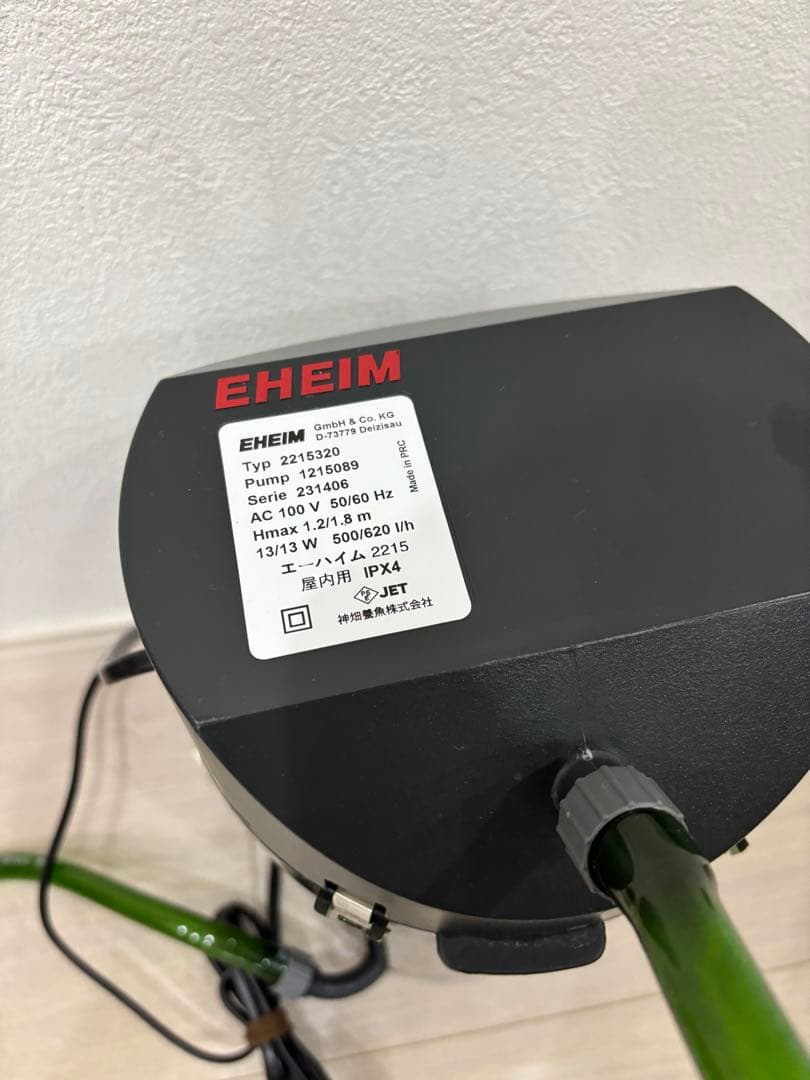 EHEIM
EHEIM GmbH & Co. KG
D-73779 Deizisau
Typ 2215320
Pump 1215089
Serie 231406
AC 100 V 50/60 Hz
Hmax 1.2/1.8 m
13/13 W 500/620 l/h
エーハイム 2215
屋内用 IPX4
PSE JET
神畑養魚株式会社
Made in PRC